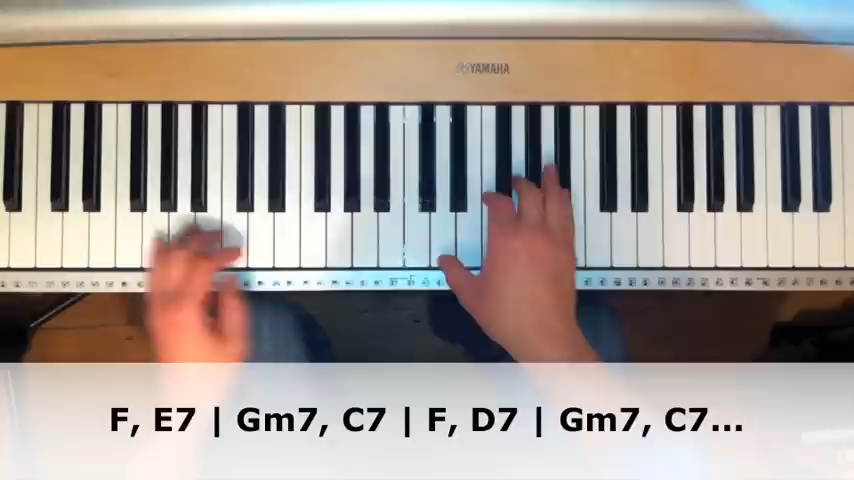 YAMAHA
F, E7 | Gm7, C7 | F, D7 | Gm7, C7...